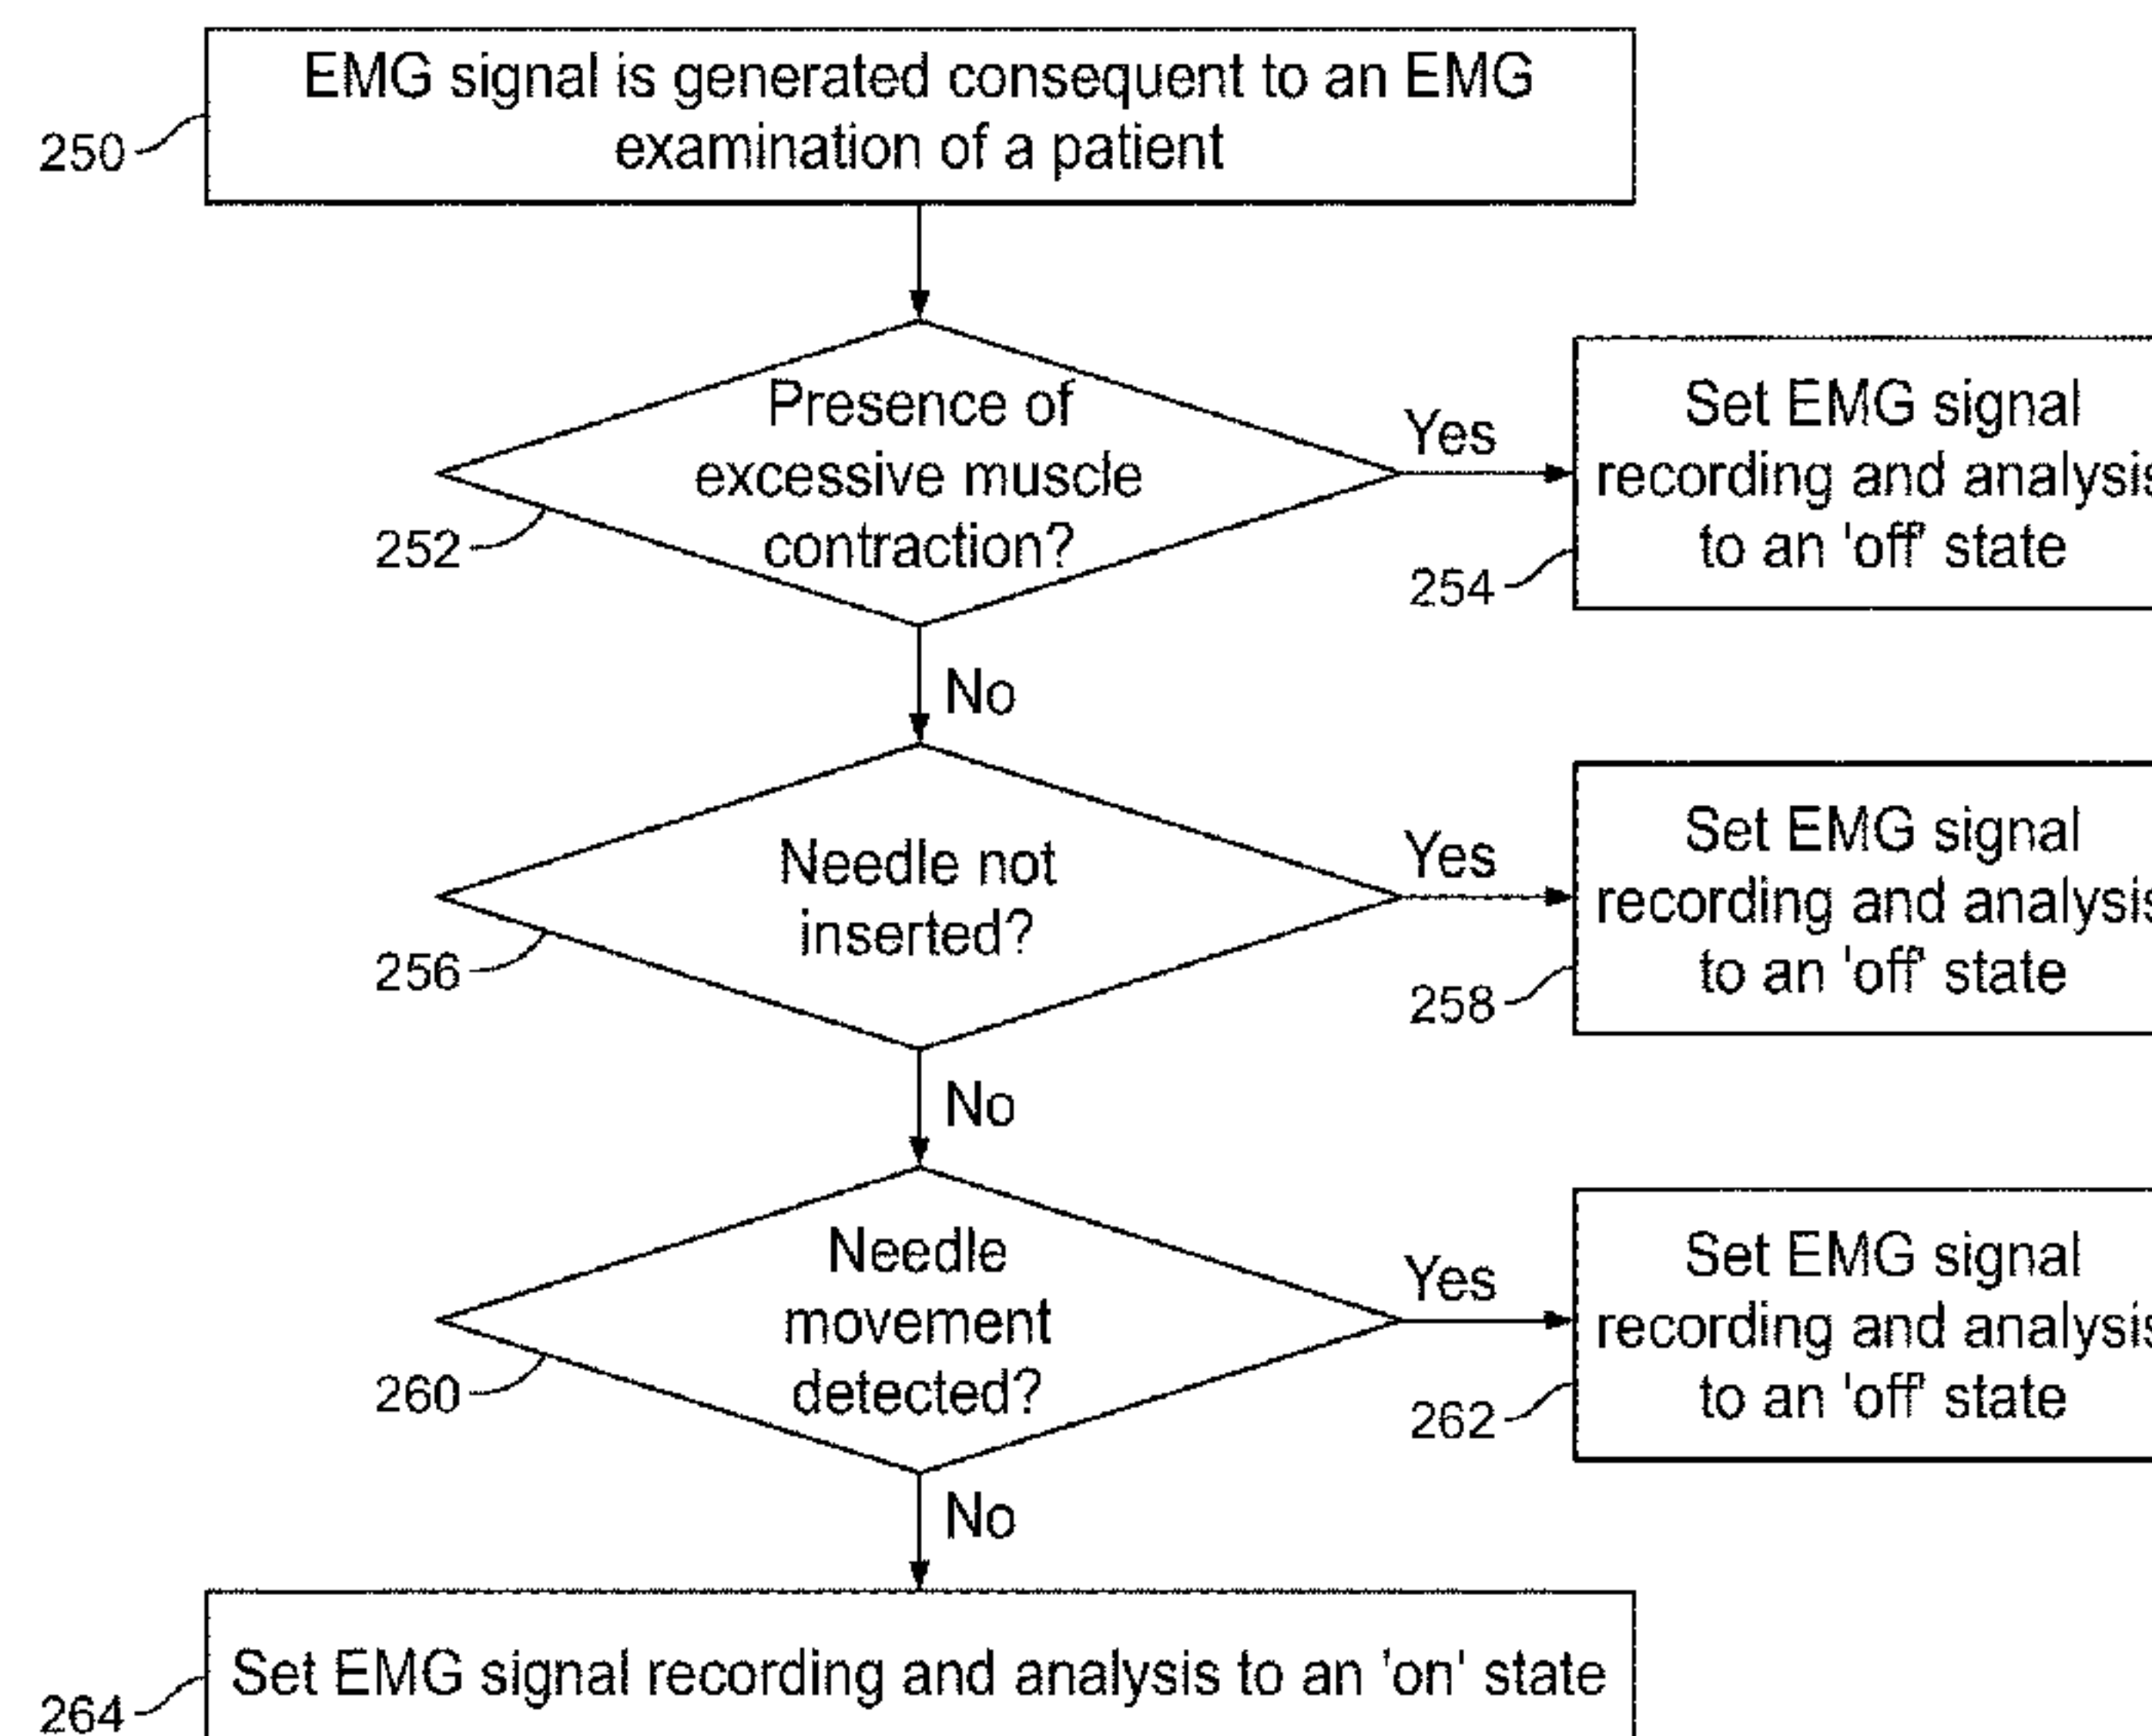 EMG signal is generated consequent to an EMG
examination of a patient
250
Presence of
excessive muscle
contraction?
252
Yes
Set EMG signal
recording and analysis
to an 'off' state
254
No
Needle not
inserted?
256
Yes
Set EMG signal
recording and analysis
to an 'off' state
258
No
Needle
movement
detected?
260
Yes
Set EMG signal
recording and analysis
to an 'off' state
262
No
Set EMG signal recording and analysis to an 'on' state
264